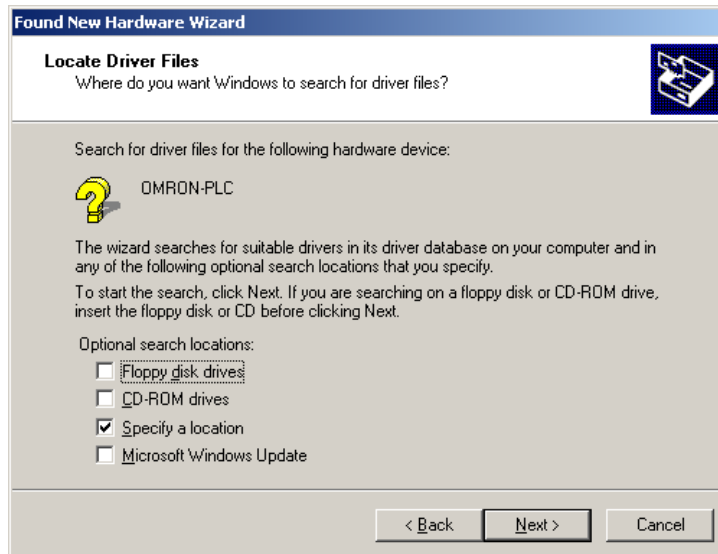 Found New Hardware Wizard
Locate Driver Files
Where do you want Windows to search for driver files?
Search for driver files for the following hardware device:
OMRON-PLC
The wizard searches for suitable drivers in its driver database on your computer and in
any of the following optional search locations that you specify.
To start the search, click Next. If you are searching on a floppy disk or CD-ROM drive,
insert the floppy disk or CD before clicking Next.
Optional search locations:
Floppy disk drives
CD-ROM drives
Specify a location
Microsoft Windows Update
< Back Next > Cancel